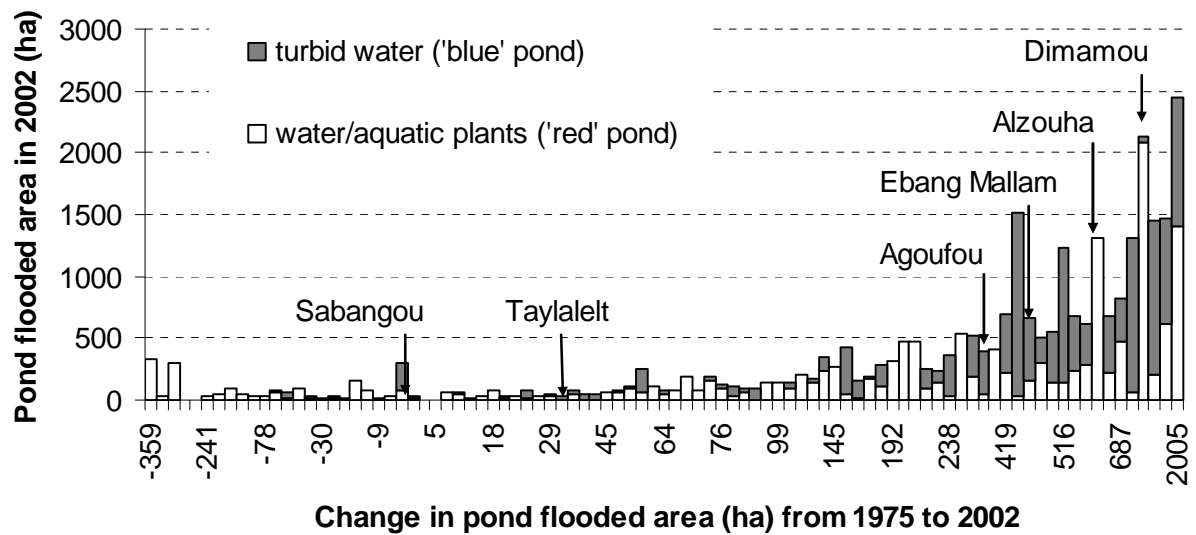 Pond flooded area in 2002 (ha)
3000
2500
2000
1500
1000
500
0
turbid water ('blue' pond)
water/aquatic plants ('red' pond)
Dimamou
Alzouha
Ebang Mallam
Agoufou
Sabangou
Taylalelt
-359
-241
-78
-30
-9
5
18
29
45
64
76
99
145
192
238
419
516
687
2005
Change in pond flooded area (ha) from 1975 to 2002